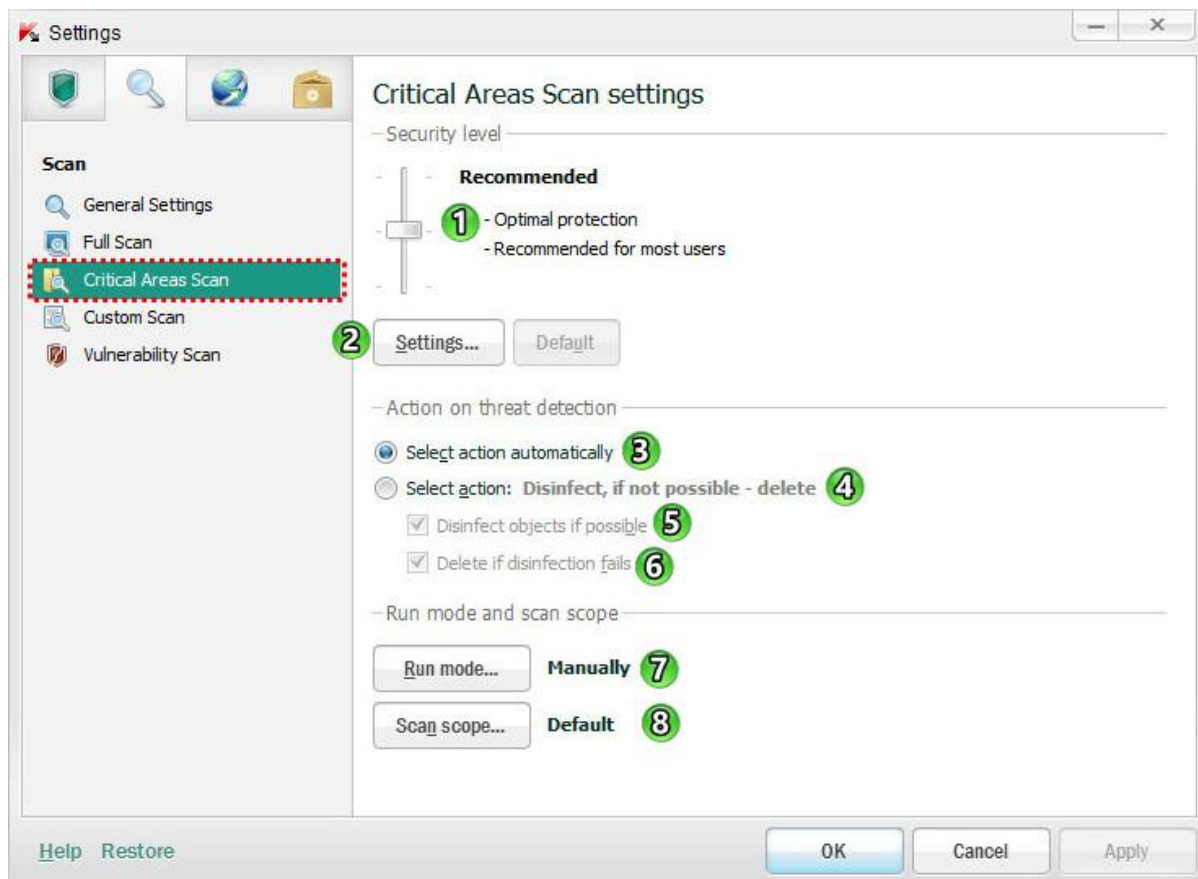 Settings
Critical Areas Scan settings
Security level
Scan
General Settings
Full Scan
Critical Areas Scan
Custom Scan
Vulnerability Scan
Recommended
1 - Optimal protection
- Recommended for most users
2 Settings... Default
Action on threat detection
Select action automatically 3
Select action: Disinfect, if not possible - delete 4
Disinfect objects if possible 5
Delete if disinfection fails 6
Run mode and scan scope
Run mode... Manually 7
Scan scope... Default 8
Help Restore OK Cancel Apply